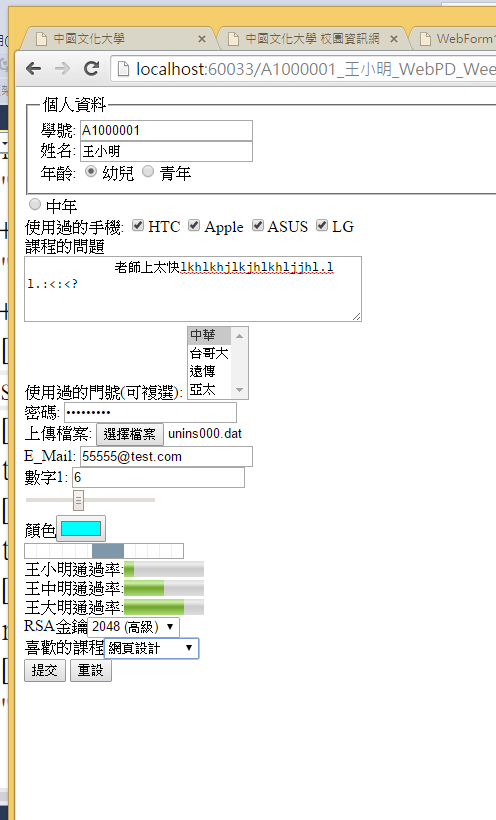 中國文化大學
中國文化大學 校園資訊網
WebForm1
localhost:60033/A1000001_王小明_WebPD_Wee
個人資料
學號: A1000001
姓名: 王小明
年齡: 幼兒 青年
中年
使用過的手機: HTC Apple ASUS LG
課程的問題
老師上太快lkhlkhjlkjhlkhljjhl.l
l.:<:<?
中華
台哥大
遠傳
亞太
使用過的門號(可複選):
密碼: •••••••••
上傳檔案: 選擇檔案 unins000.dat
E_Mail: 55555@test.com
數字1: 6
顏色
王小明通過率:
王中明通過率:
王大明通過率:
RSA金鑰 2048 (高級)
喜歡的課程 網頁設計
提交 重設